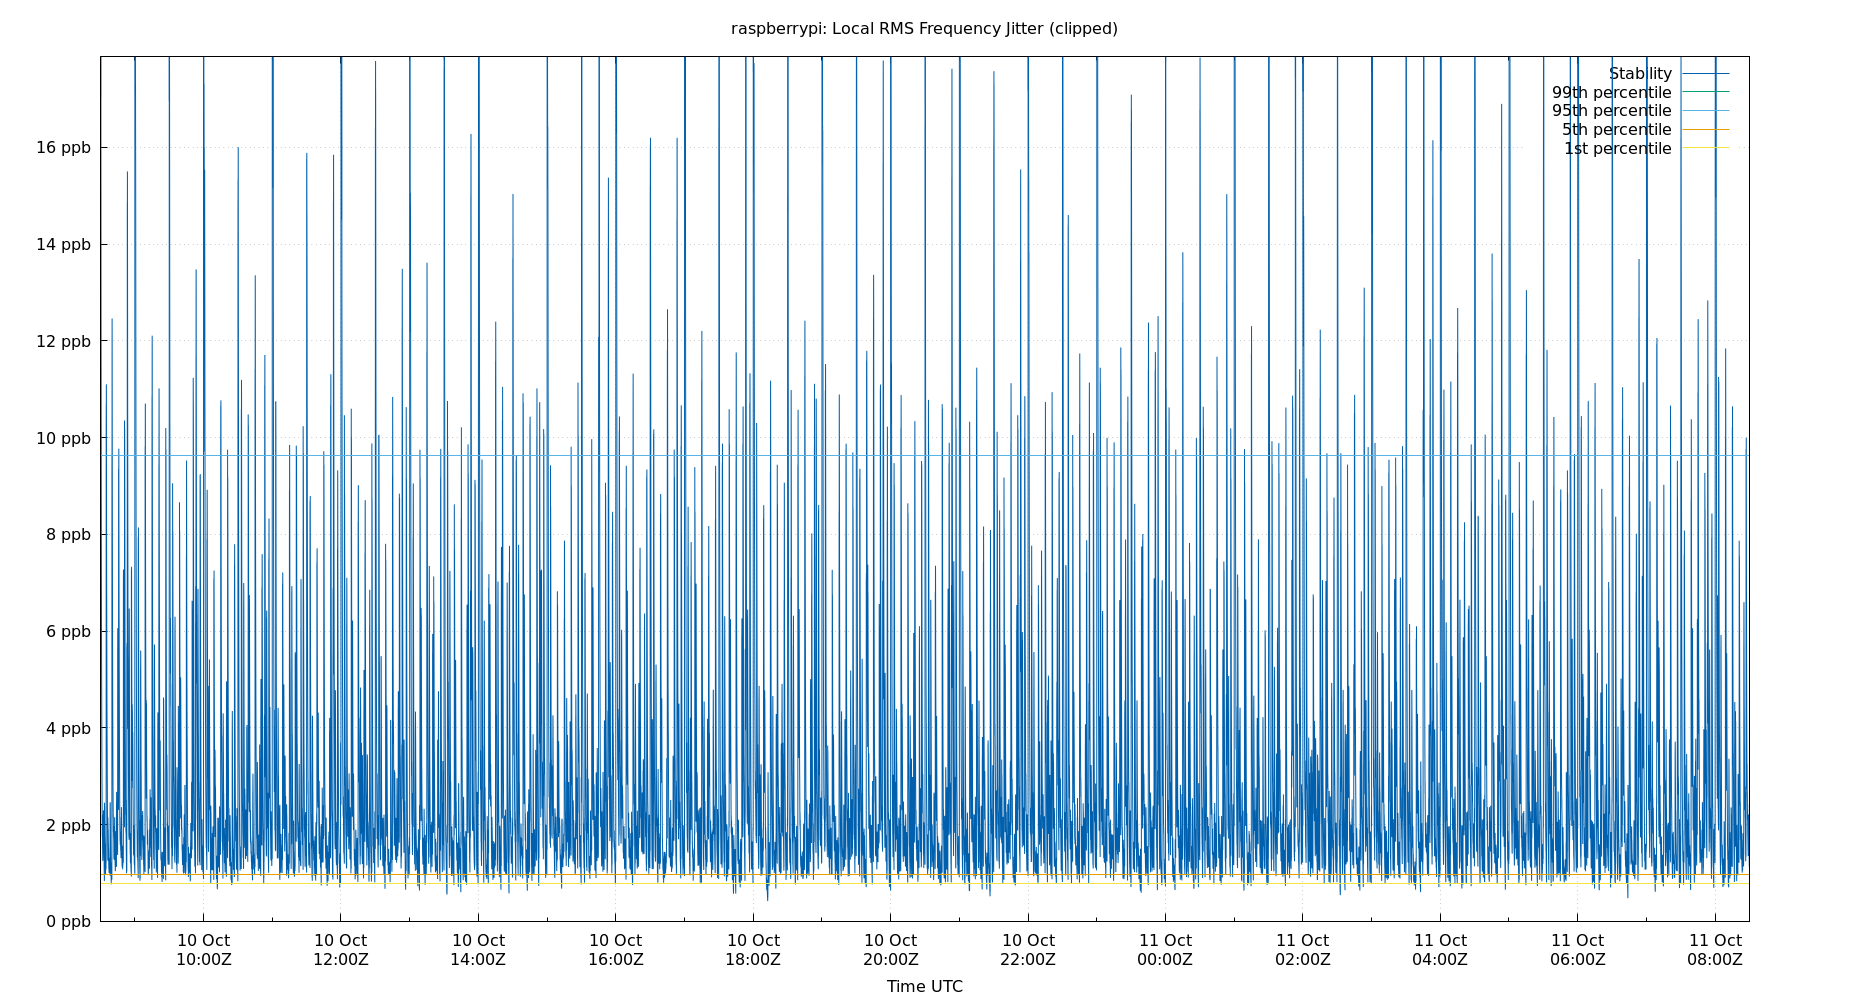 raspberrypi: Local RMS Frequency Jitter (clipped)
Stability
99th percentile
95th percentile
5th percentile
1st percentile
16 ppb
14 ppb
12 ppb
10 ppb
8 ppb
6 ppb
4 ppb
2 ppb
0 ppb
10 Oct 10 Oct 10 Oct 10 Oct 10 Oct 10 Oct 10 Oct 11 Oct 11 Oct 11 Oct 11 Oct 11 Oct
10:00Z 12:00Z 14:00Z 16:00Z 18:00Z 20:00Z 22:00Z 00:00Z 02:00Z 04:00Z 06:00Z 08:00Z
Time UTC